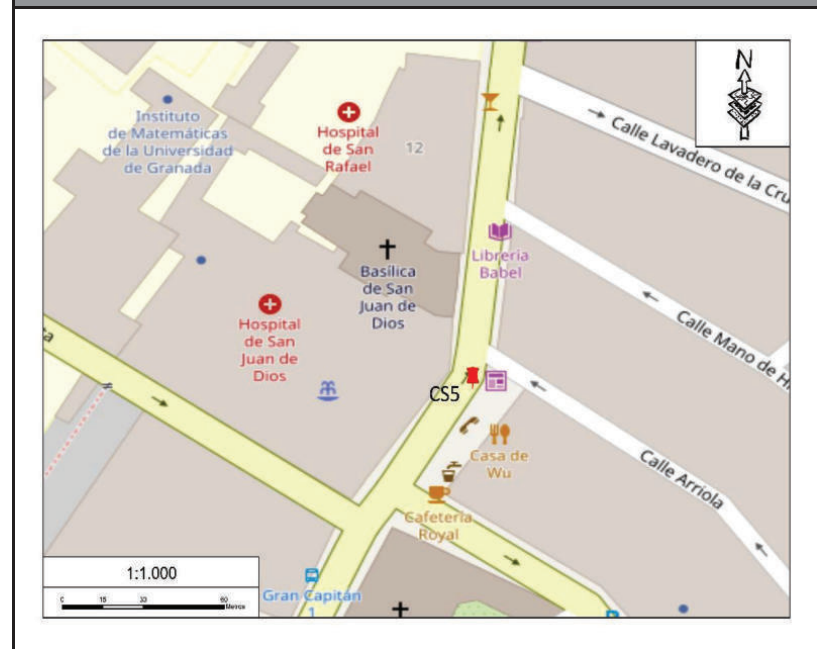 N
Instituto
de Matemáticas
de la Universidad
de Granada
Hospital
de San
Rafael
12
Calle Lavadero de la Cru
Librería
Babel
Basílica
de San
Juan de
Dios
Hospital
de San
Juan de
Dios
Calle Mano de H
ta
CS5
Casa de
Wu
Calle Arriola
Cafetería
Royal
Gran Capitán
1
1:1.000
0 15 30 60
Metros